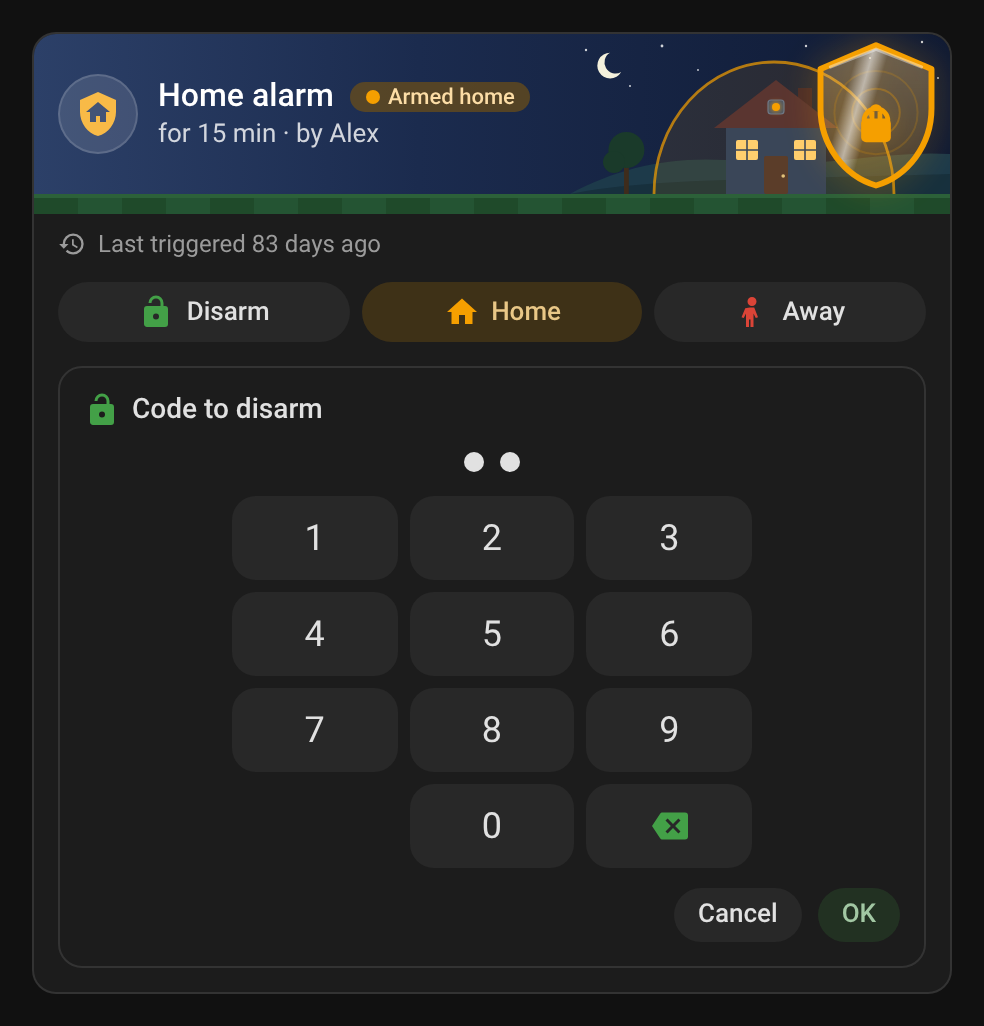 Home alarm
Armed home
for 15 min · by Alex
Last triggered 83 days ago
Disarm
Home
Away
Code to disarm
1
2
3
4
5
6
7
8
9
0
Cancel
OK